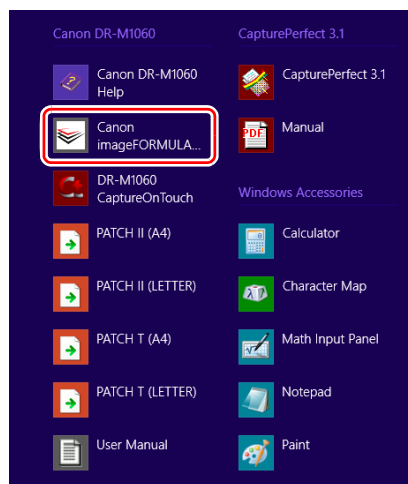 Canon DR-M1060
Canon DR-M1060
Help
Canon
imageFORMULA...
DR-M1060
CaptureOnTouch
PATCH II (A4)
PATCH II (LETTER)
PATCH T (A4)
PATCH T (LETTER)
User Manual
CapturePerfect 3.1
CapturePerfect 3.1
PDF
Manual
Windows Accessories
Calculator
Character Map
Math Input Panel
Notepad
Paint